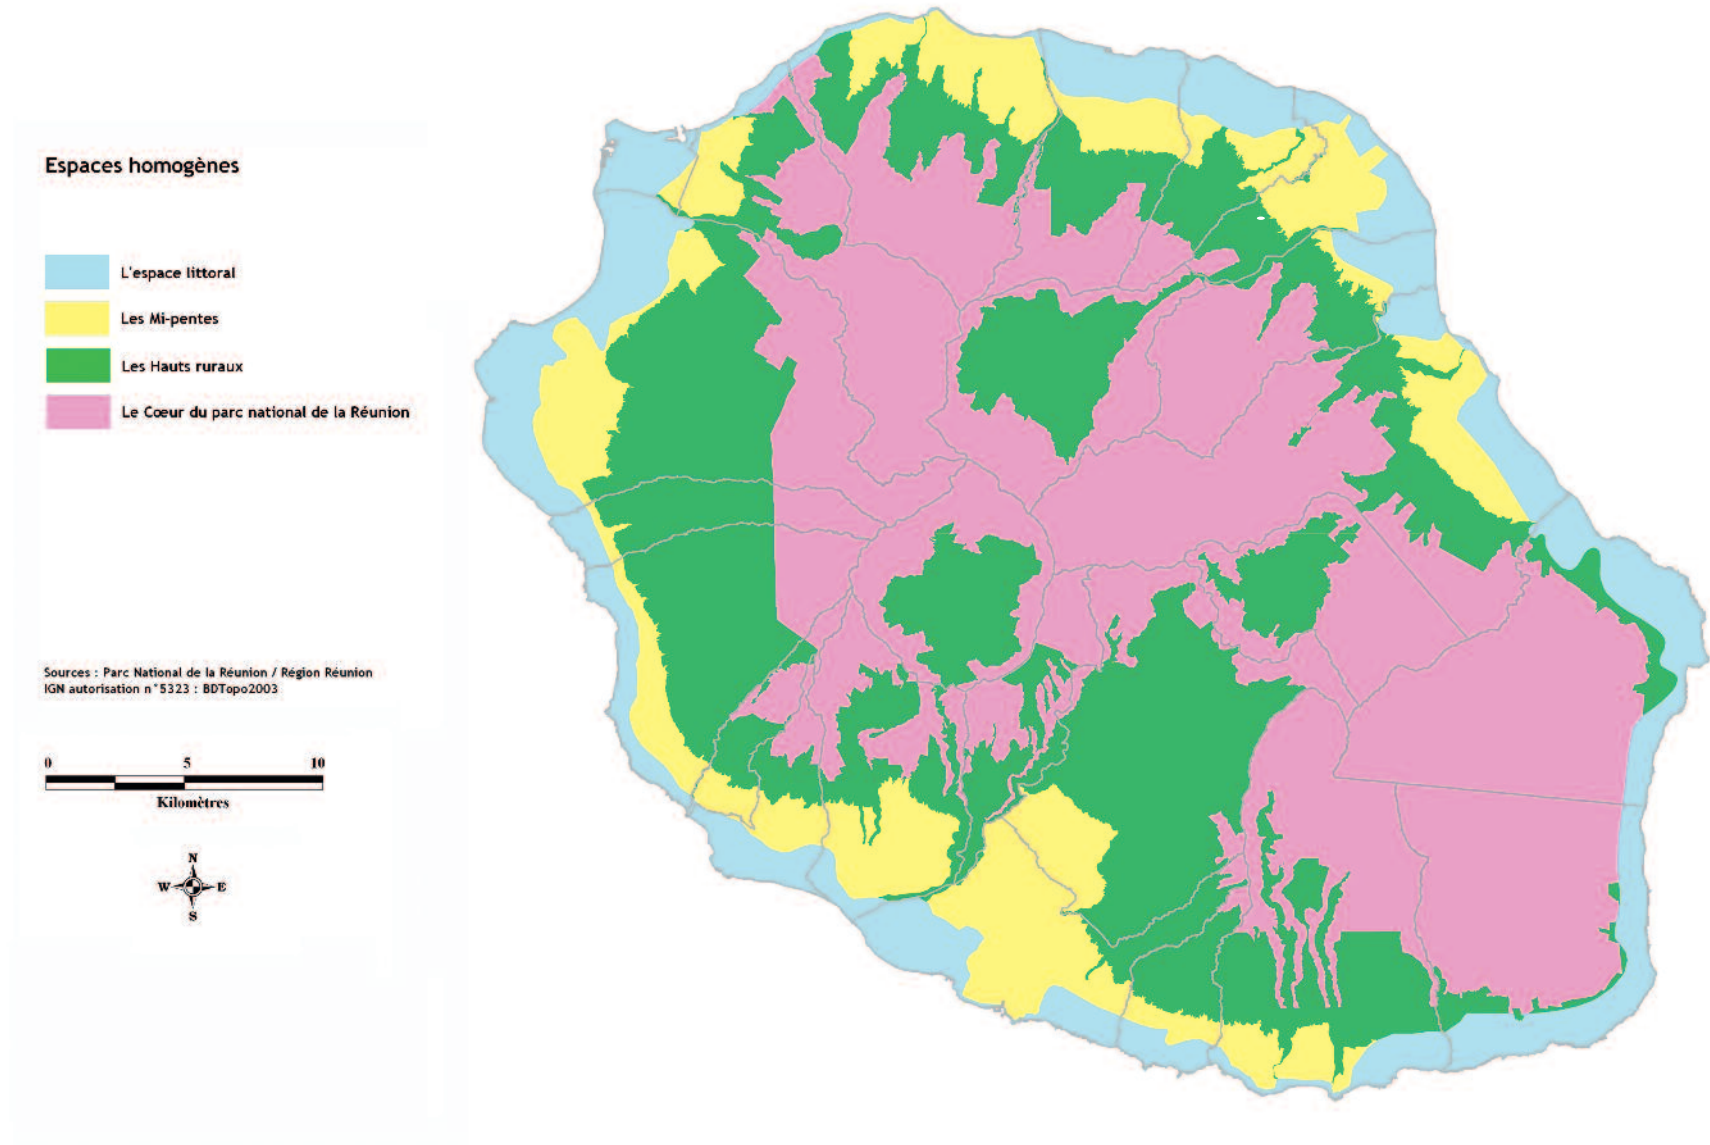 Espaces homogènes
L'espace littoral
Les Mi-pentes
Les Hauts ruraux
Le Cœur du parc national de la Réunion
Sources : Parc National de la Réunion / Région Réunion
IGN autorisation n°5323 : BDTopo2003
0 5 10
Kilomètres
N
W E
S